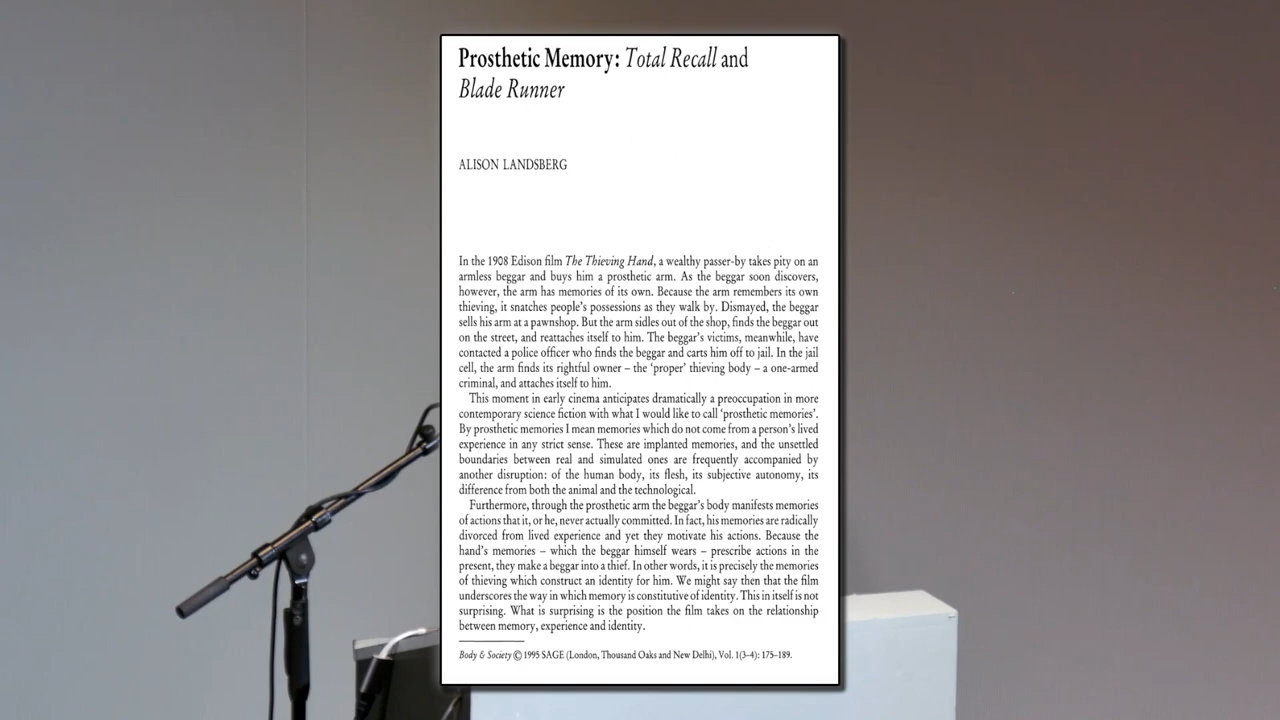 Prosthetic Memory: Total Recall and
Blade Runner
ALISON LANDSBERG
In the 1908 Edison film The Thieving Hand, a wealthy passer-by takes pity on an
armless beggar and buys him a prosthetic arm. As the beggar soon discovers,
however, the arm has memories of its own. Because the arm remembers its own
thieving, it snatches people's possessions as they walk by. Dismayed, the beggar
sells his arm at a pawnshop. But the arm sidles out of the shop, finds the beggar out
on the street, and reattaches itself to him. The beggar's victims, meanwhile, have
contacted a police officer who finds the beggar and carts him off to jail. In the jail
cell, the arm finds its rightful owner – the 'proper' thieving body – a one-armed
criminal, and attaches itself to him.
This moment in early cinema anticipates dramatically a preoccupation in more
contemporary science fiction with what I would like to call 'prosthetic memories'.
By prosthetic memories I mean memories which do not come from a person's lived
experience in any strict sense. These are implanted memories, and the unsettled
boundaries between real and simulated ones are frequently accompanied by
another disruption: of the human body, its flesh, its subjective autonomy, its
difference from both the animal and the technological.
Furthermore, through the prosthetic arm the beggar's body manifests memories
of actions that it, or he, never actually committed. In fact, his memories are radically
divorced from lived experience and yet they motivate his actions. Because the
hand's memories – which the beggar himself wears – prescribe actions in the
present, they make a beggar into a thief. In other words, it is precisely the memories
of thieving which construct an identity for him. We might say then that the film
underscores the way in which memory is constitutive of identity. This in itself is not
surprising. What is surprising is the position the film takes on the relationship
between memory, experience and identity.
Body & Society © 1995 SAGE (London, Thousand Oaks and New Delhi), Vol. 1(3–4): 175–189.